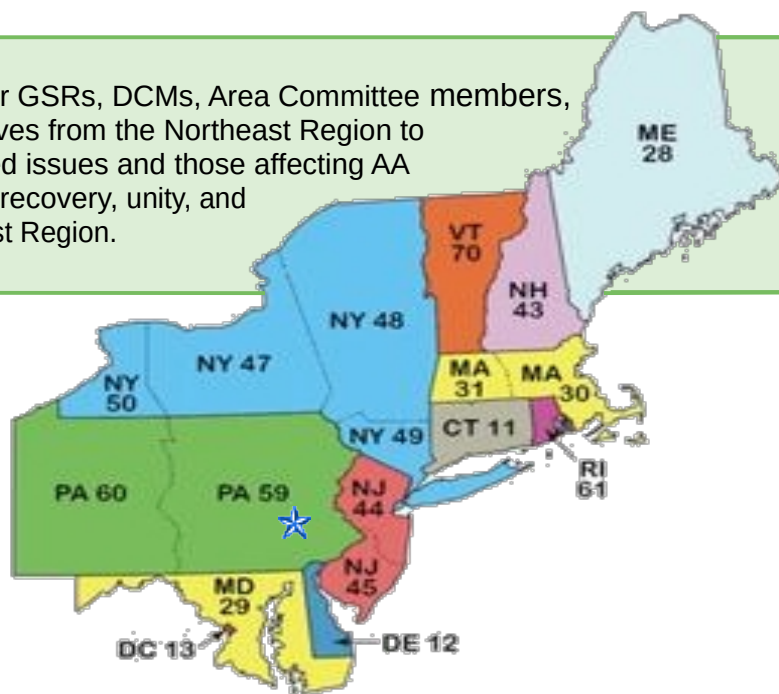 r GSRs, DCMs, Area Committee members,
ves from the Northeast Region to
ed issues and those affecting AA
recovery, unity, and
st Region.
ME
28
VT
70
NH
43
NY 48
NY 47
NY
50
MA
31
MA
30
CT 11
NY 49
RI
61
PA 60
PA 59
NJ
44
NJ
45
MD
29
DC 13
DE 12